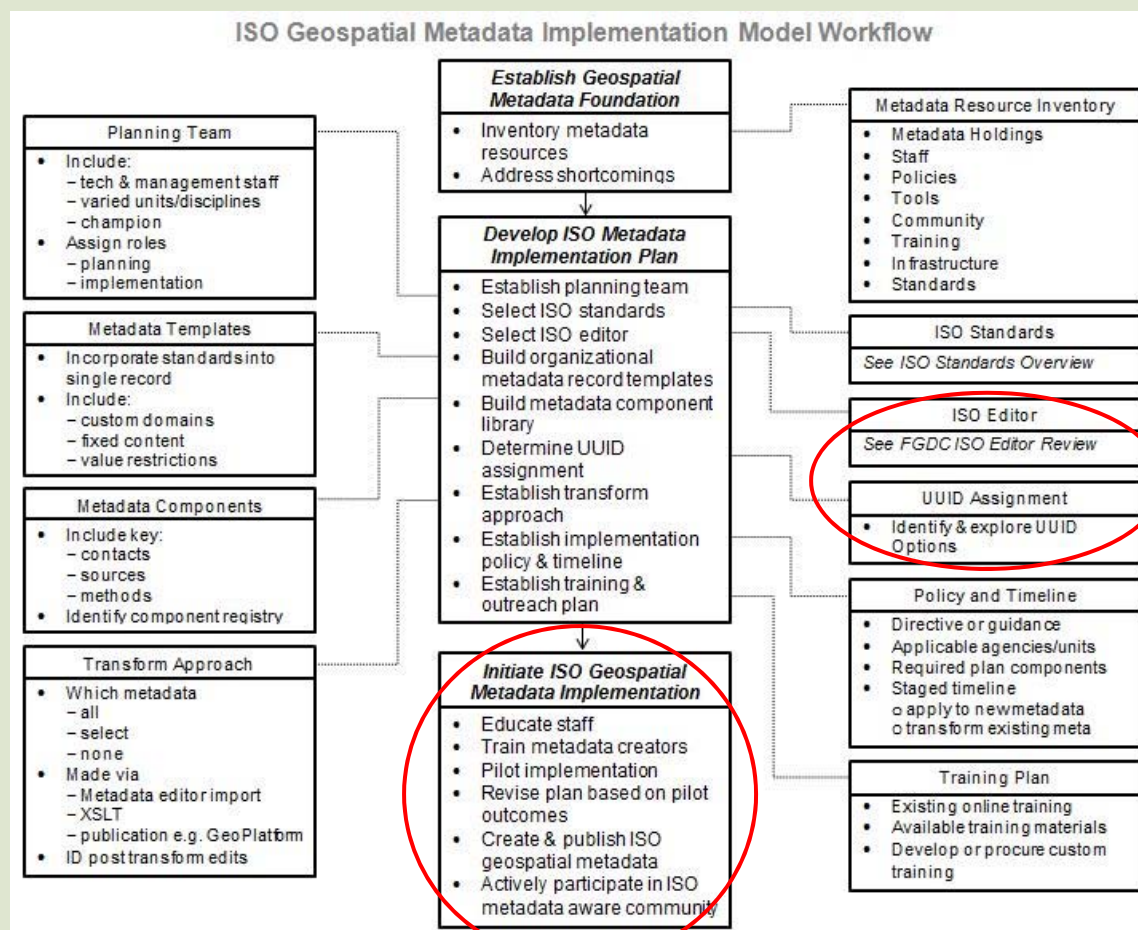 ISO Geospatial Metadata Implementation Model Workflow
Establish Geospatial
Metadata Foundation
• Inventory metadata
resources
• Address shortcomings
Develop ISO Metadata
Implementation Plan
• Establish planning team
• Select ISO standards
• Select ISO editor
• Build organizational
metadata record templates
• Build metadata component
library
• Determine UUID
assignment
• Establish transform
approach
• Establish implementation
policy & timeline
• Establish training &
outreach plan
Initiate ISO Geospatial
Metadata Implementation
• Educate staff
• Train metadata creators
• Pilot implementation
• Revise plan based on pilot
outcomes
• Create & publish ISO
geospatial metadata
• Actively participate in ISO
metadata aware community
Planning Team
• Include:
– tech & management staff
– varied units/disciplines
– champion
• Assign roles
– planning
– implementation
Metadata Templates
• Incorporate standards into
single record
• Include:
– custom domains
– fixed content
– value restrictions
Metadata Components
• Include key:
– contacts
– sources
– methods
• Identify component registry
Transform Approach
• Which metadata
– all
– select
– none
• Made via
– Metadata editor import
– XSLT
– publication e.g. GeoPlatform
• ID post transform edits
Metadata Resource Inventory
• Metadata Holdings
• Staff
• Policies
• Tools
• Community
• Training
• Infrastructure
• Standards
ISO Standards
See ISO Standards Overview
ISO Editor
See FGDC ISO Editor Review
UUID Assignment
• Identify & explore UUID
Options
Policy and Timeline
• Directive or guidance
• Applicable agencies/units
• Required plan components
• Staged timeline
o apply to new metadata
o transform existing meta
Training Plan
• Existing online training
• Available training materials
• Develop or procure custom
training